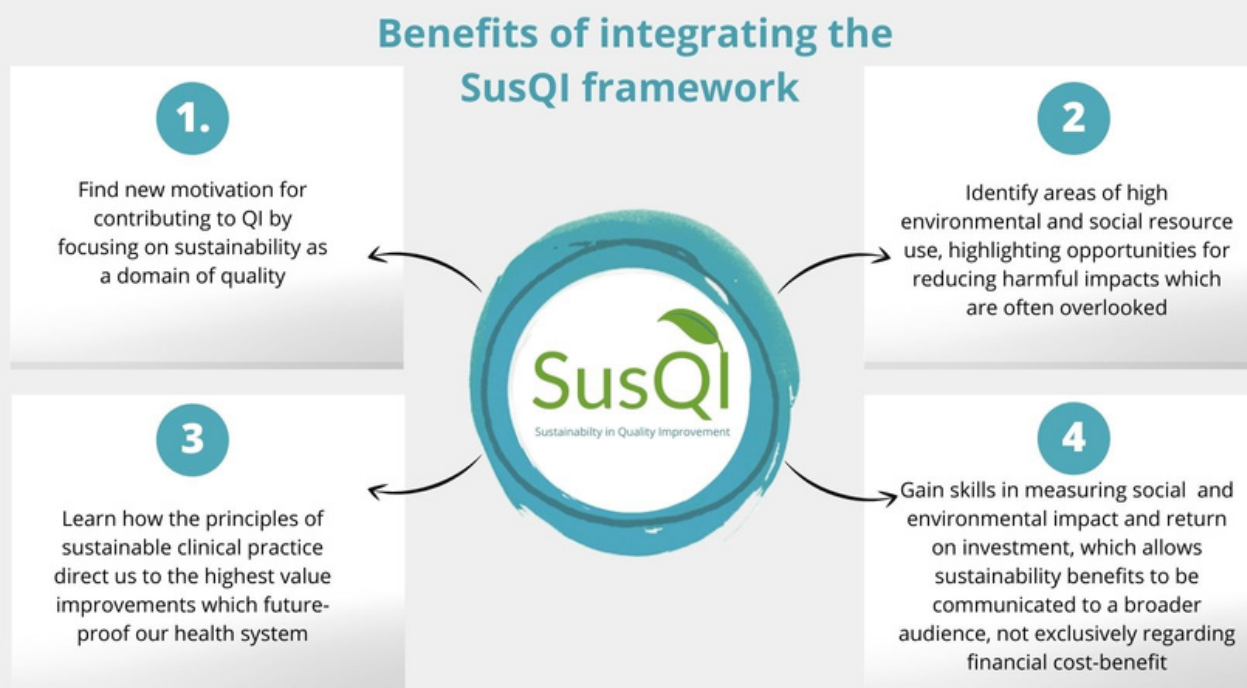 Benefits of integrating the
SusQI framework
1.
Find new motivation for
contributing to QI by
focusing on sustainability as
a domain of quality
2
Identify areas of high
environmental and social resource
use, highlighting opportunities for
reducing harmful impacts which
are often overlooked
SusQI
Sustainabilty in Quality Improvement
3
Learn how the principles of
sustainable clinical practice
direct us to the highest value
improvements which future-
proof our health system
4
Gain skills in measuring social  and
environmental impact and return
on investment, which allows
sustainability benefits to be
communicated to a broader
audience, not exclusively regarding
financial cost-benefit